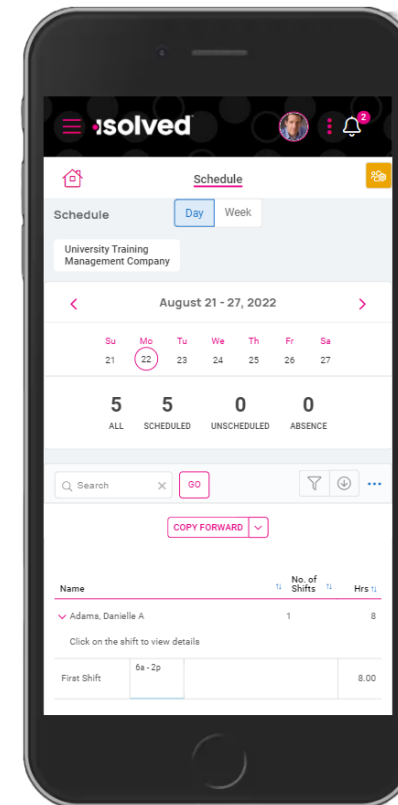 isolved
2
Schedule
Schedule
Day
Week
University Training
Management Company
August 21 - 27, 2022
Su Mo Tu We Th Fr Sa
21 22 23 24 25 26 27
5 5 0 0
ALL SCHEDULED UNSCHEDULED ABSENCE
Search
GO
COPY FORWARD
Name
No. of
Shifts
Hrs
Adams, Danielle A 1 8
Click on the shift to view details
First Shift 6a - 2p 8.00